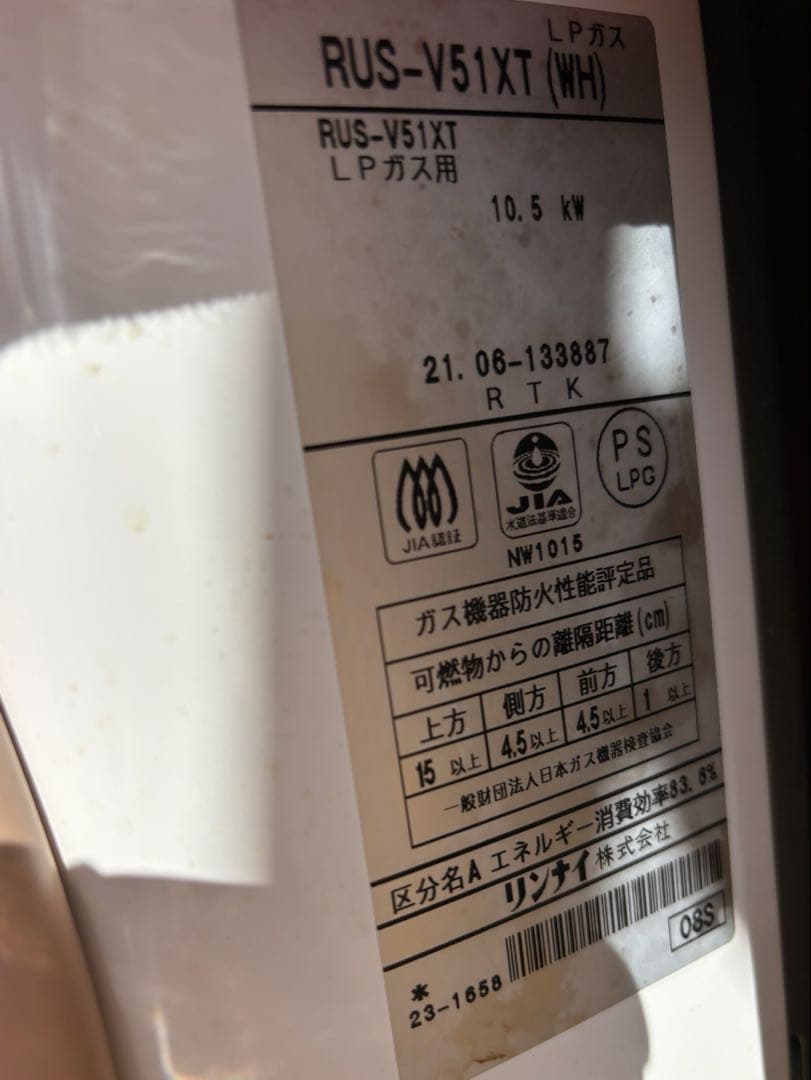 LPガス
RUS-V51XT(WH)
RUS-V51XT
LPガス用
10.5 kW
21.06-133887
RTK
JIA認証
JIA
水道法基準適合
PS
LPG
NW1015
ガス機器防火性能評定品
可燃物からの離隔距離(cm)
上方 側方 前方 後方
15以上 4.5以上 4.5以上 1以上
一般財団法人日本ガス機器検査協会
区分名A エネルギー消費効率83.6%
リンナイ株式会社
08S
*
23-1658